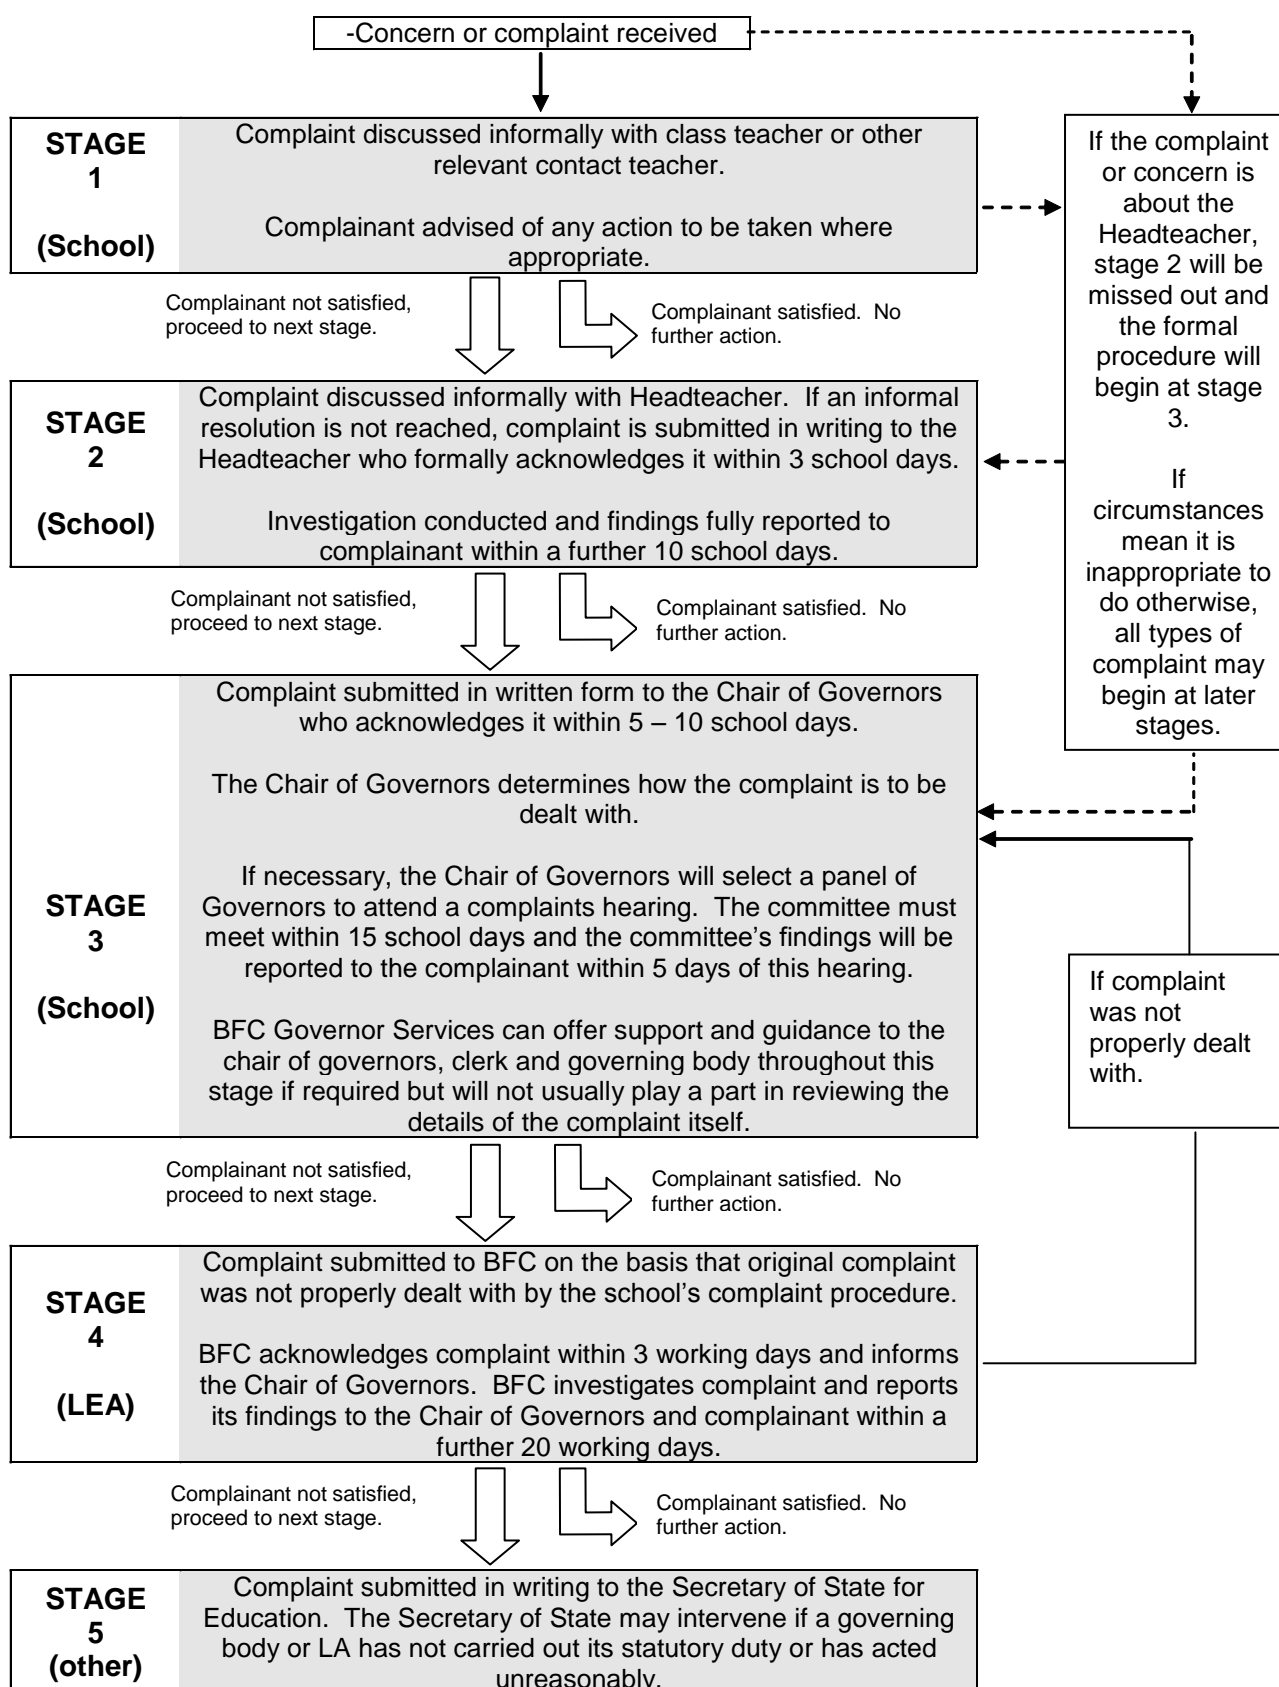 -Concern or complaint received
STAGE
1
(School)
Complaint discussed informally with class teacher or other
relevant contact teacher.
Complainant advised of any action to be taken where
appropriate.
If the complaint
or concern is
about the
Headteacher,
stage 2 will be
missed out and
the formal
procedure will
begin at stage
3.
If
circumstances
mean it is
inappropriate to
do otherwise,
all types of
complaint may
begin at later
stages.
Complainant not satisfied,
proceed to next stage.
Complainant satisfied.  No
further action.
STAGE
2
(School)
Complaint discussed informally with Headteacher.  If an informal
resolution is not reached, complaint is submitted in writing to the
Headteacher who formally acknowledges it within 3 school days.
Investigation conducted and findings fully reported to
complainant within a further 10 school days.
Complainant not satisfied,
proceed to next stage.
Complainant satisfied.  No
further action.
STAGE
3
(School)
Complaint submitted in written form to the Chair of Governors
who acknowledges it within 5 – 10 school days.
The Chair of Governors determines how the complaint is to be
dealt with.
If necessary, the Chair of Governors will select a panel of
Governors to attend a complaints hearing.  The committee must
meet within 15 school days and the committee’s findings will be
reported to the complainant within 5 days of this hearing.
BFC Governor Services can offer support and guidance to the
chair of governors, clerk and governing body throughout this
stage if required but will not usually play a part in reviewing the
details of the complaint itself.
If complaint
was not
properly dealt
with.
Complainant not satisfied,
proceed to next stage.
Complainant satisfied.  No
further action.
STAGE
4
(LEA)
Complaint submitted to BFC on the basis that original complaint
was not properly dealt with by the school’s complaint procedure.
BFC acknowledges complaint within 3 working days and informs
the Chair of Governors.  BFC investigates complaint and reports
its findings to the Chair of Governors and complainant within a
further 20 working days.
Complainant not satisfied,
proceed to next stage.
Complainant satisfied.  No
further action.
STAGE
5
(other)
Complaint submitted in writing to the Secretary of State for
Education.  The Secretary of State may intervene if a governing
body or LA has not carried out its statutory duty or has acted
unreasonably.